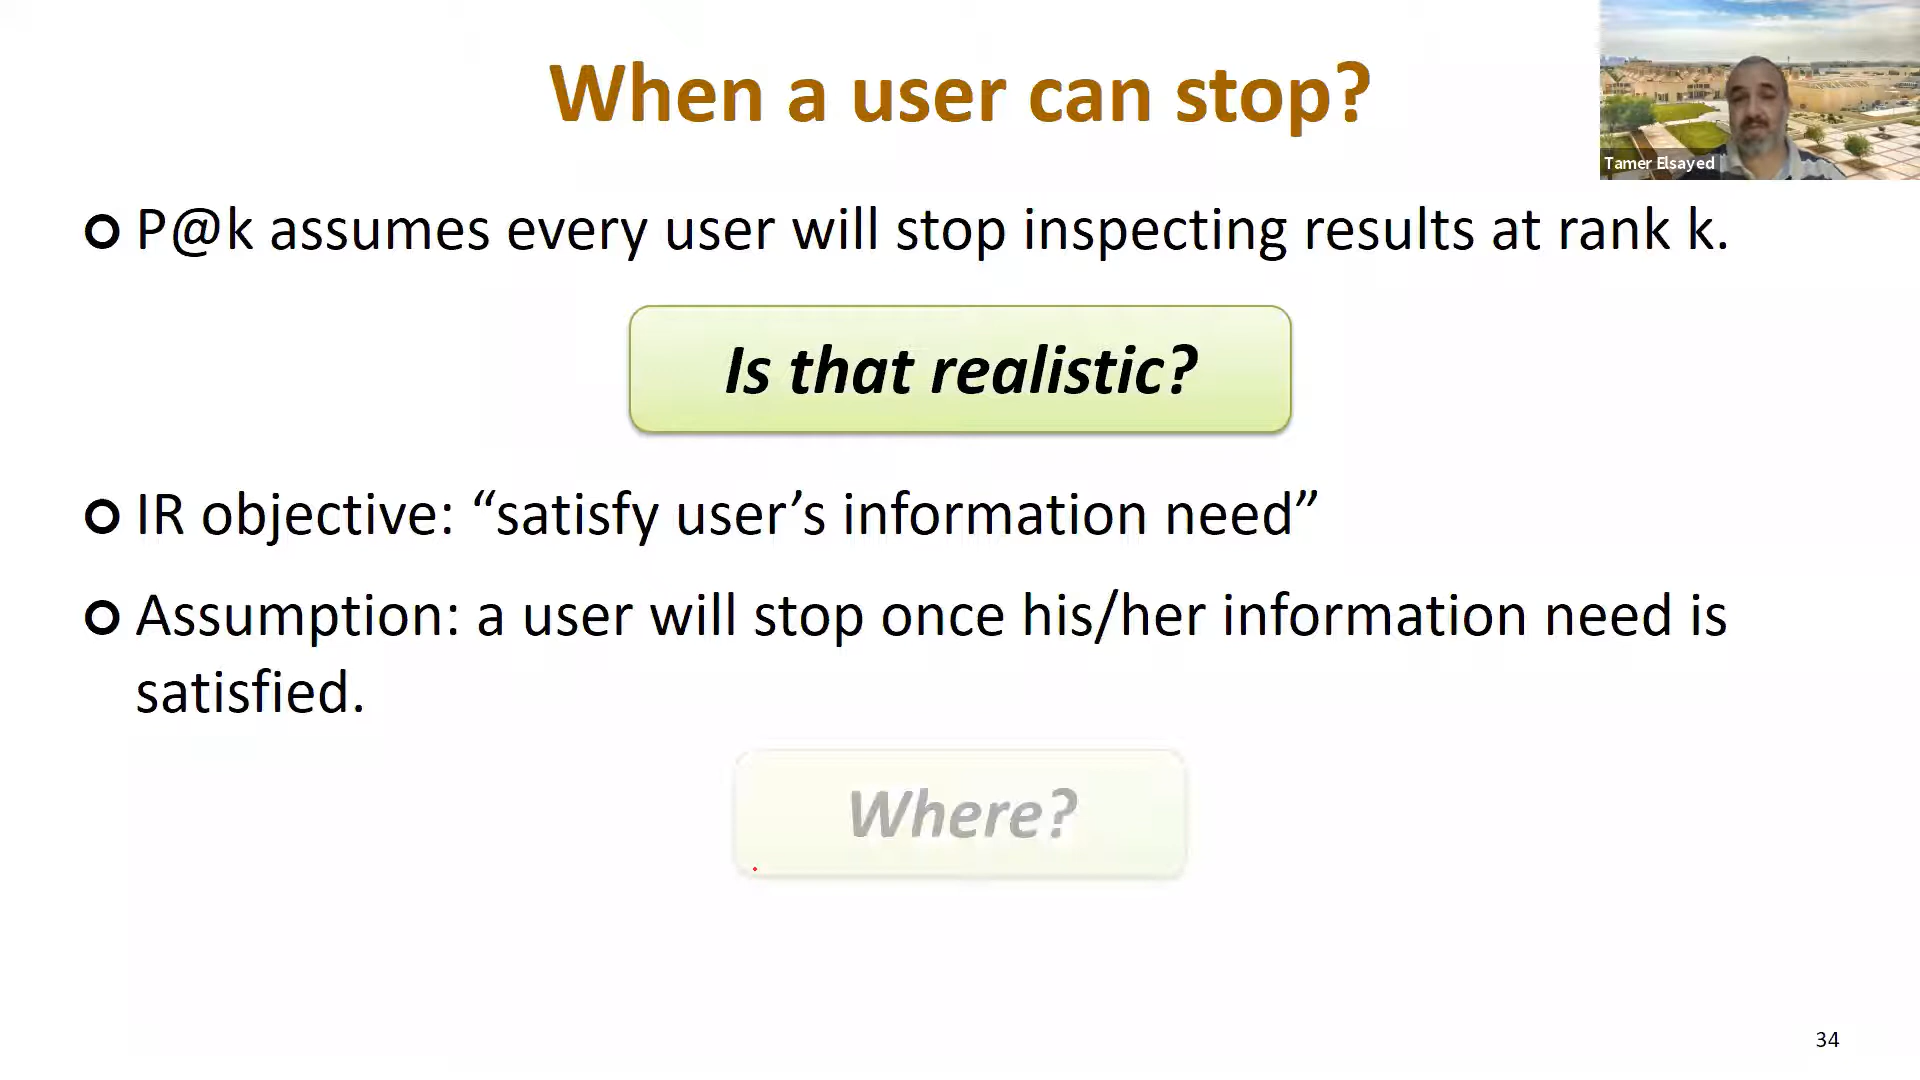 When a user can stop?
Tamer Elsayed
P@k assumes every user will stop inspecting results at rank k.
Is that realistic?
IR objective: “satisfy user’s information need”
Assumption: a user will stop once his/her information need is
satisfied.
Where?
34